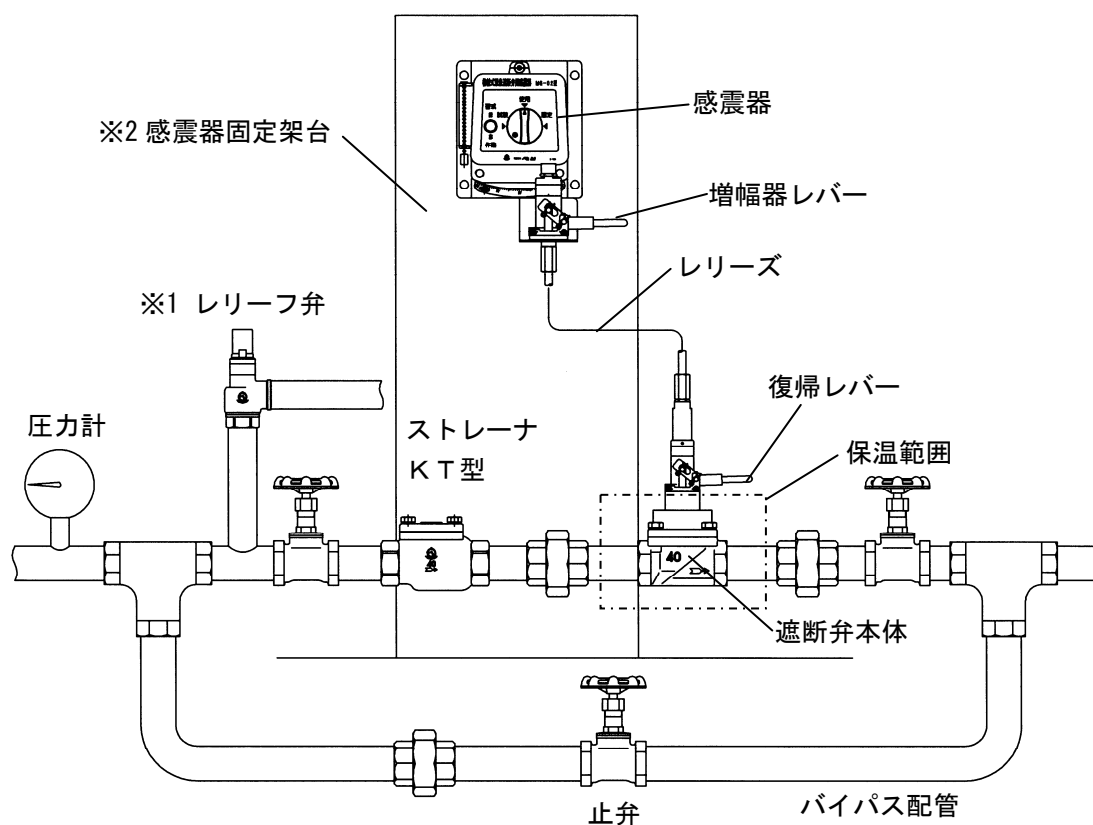 感震器
※2 感震器固定架台
増幅器レバー
レリーズ
※1 レリーフ弁
復帰レバー
圧力計
ストレーナ
KT型
保温範囲
40
40
遮断弁本体
止弁
バイパス配管